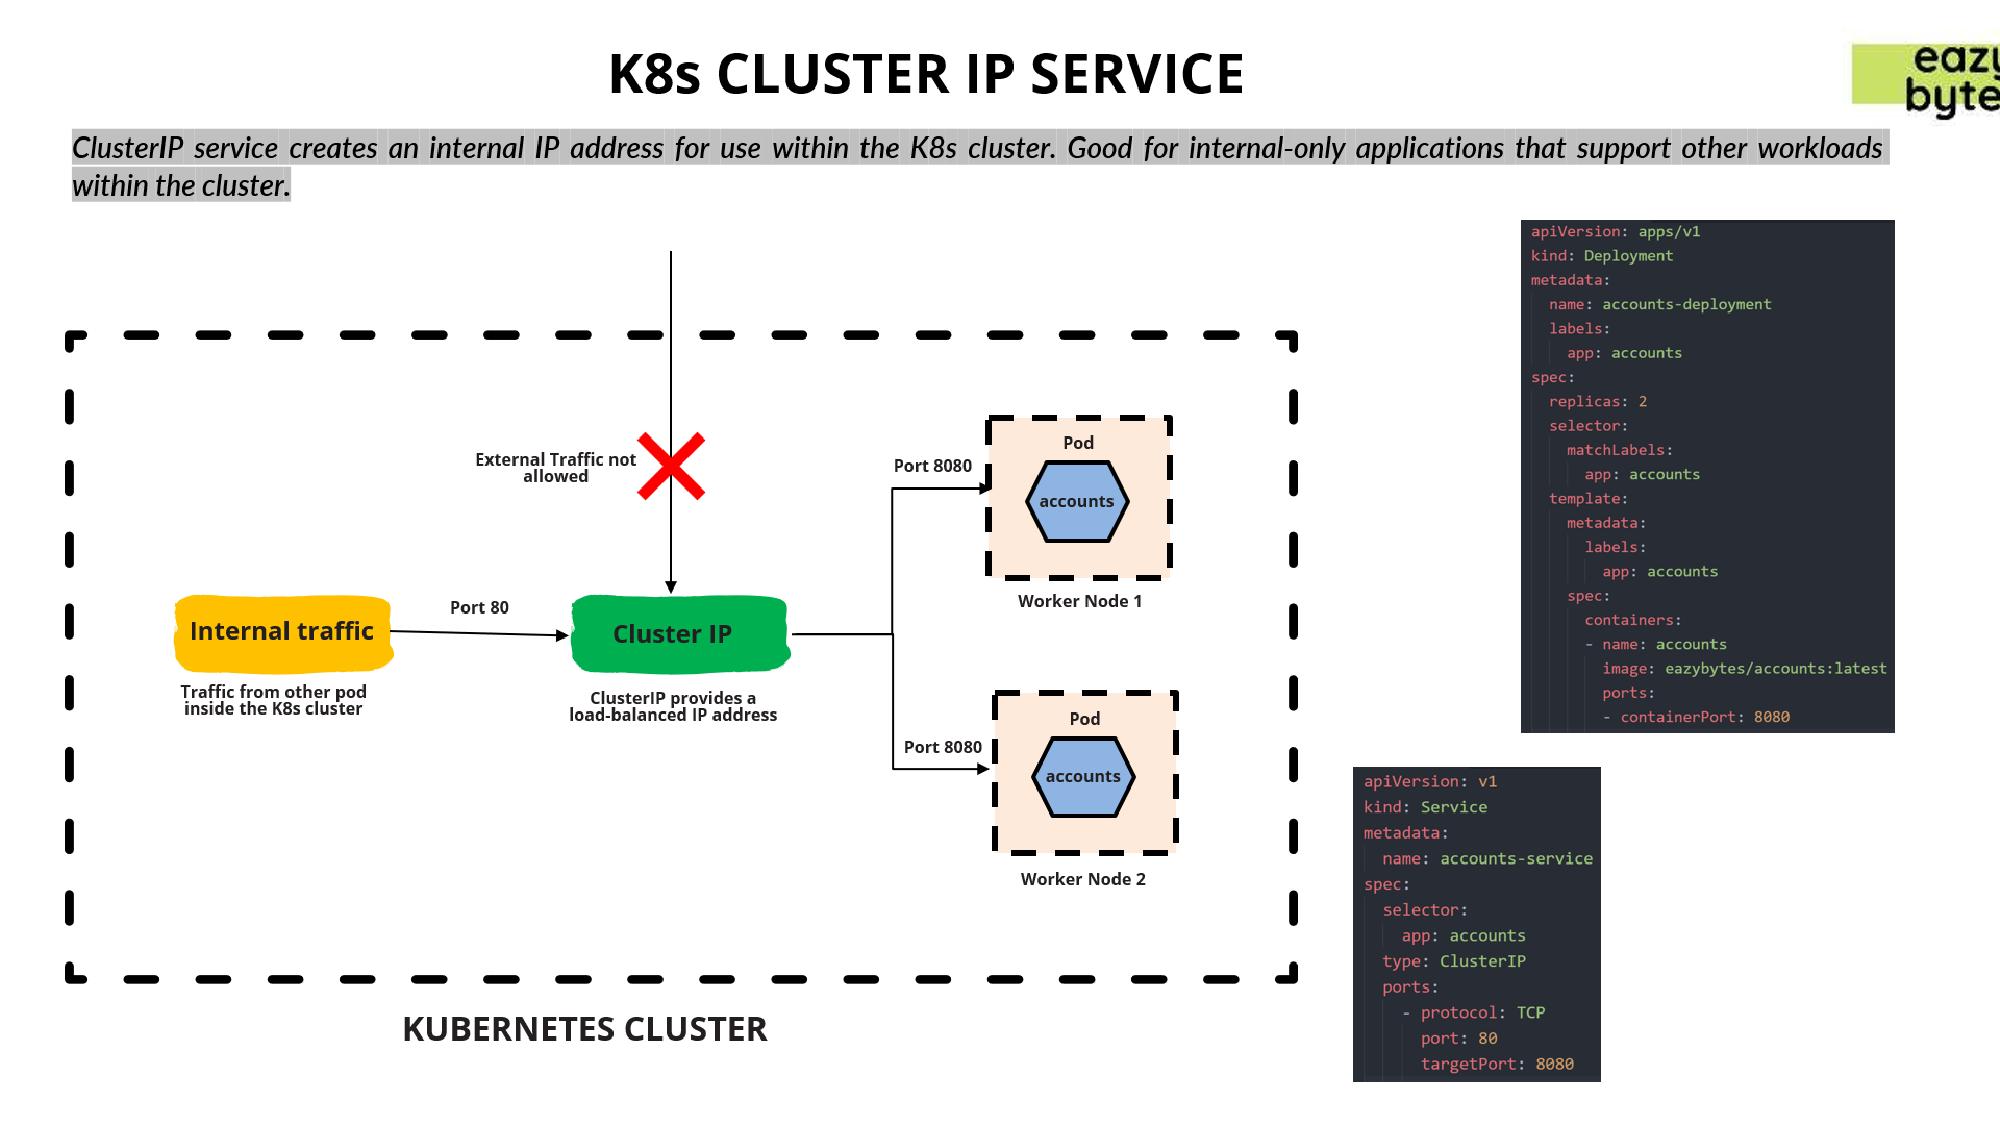 K8s CLUSTER IP SERVICE
eazy
byte
ClusterIP service creates an internal IP address for use within the K8s cluster. Good for internal-only applications that support other workloads
within the cluster.
External Traffic not
allowed
Internal traffic
Port 80
Cluster IP
Traffic from other pod
inside the K8s cluster
ClusterIP provides a
load-balanced IP address
Port 8080
Pod
accounts
Worker Node 1
Port 8080
Pod
accounts
Worker Node 2
KUBERNETES CLUSTER
apiVersion: apps/v1
kind: Deployment
metadata:
  name: accounts-deployment
  labels:
    app: accounts
spec:
  replicas: 2
  selector:
    matchLabels:
      app: accounts
  template:
    metadata:
      labels:
        app: accounts
    spec:
      containers:
      - name: accounts
        image: eazybytes/accounts:latest
        ports:
        - containerPort: 8080
apiVersion: v1
kind: Service
metadata:
  name: accounts-service
spec:
  selector:
    app: accounts
  type: ClusterIP
  ports:
    - protocol: TCP
      port: 80
      targetPort: 8080